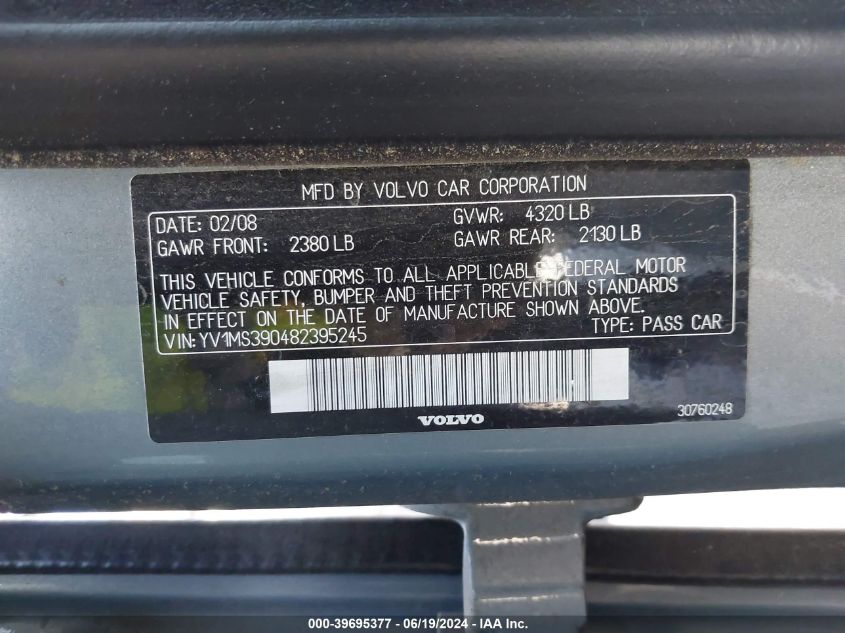 MFD BY VOLVO CAR CORPORATION
DATE: 02/08 GVWR: 4320 LB
GAWR FRONT: 2380 LB GAWR REAR: 2130 LB
THIS VEHICLE CONFORMS TO ALL APPLICABLE FEDERAL MOTOR
VEHICLE SAFETY, BUMPER AND THEFT PREVENTION STANDARDS
IN EFFECT ON THE DATE OF MANUFACTURE SHOWN ABOVE.
VIN: YV1MS390482395245 TYPE: PASS CAR
VOLVO 30760248
000-39695377 - 06/19/2024 - IAA Inc.